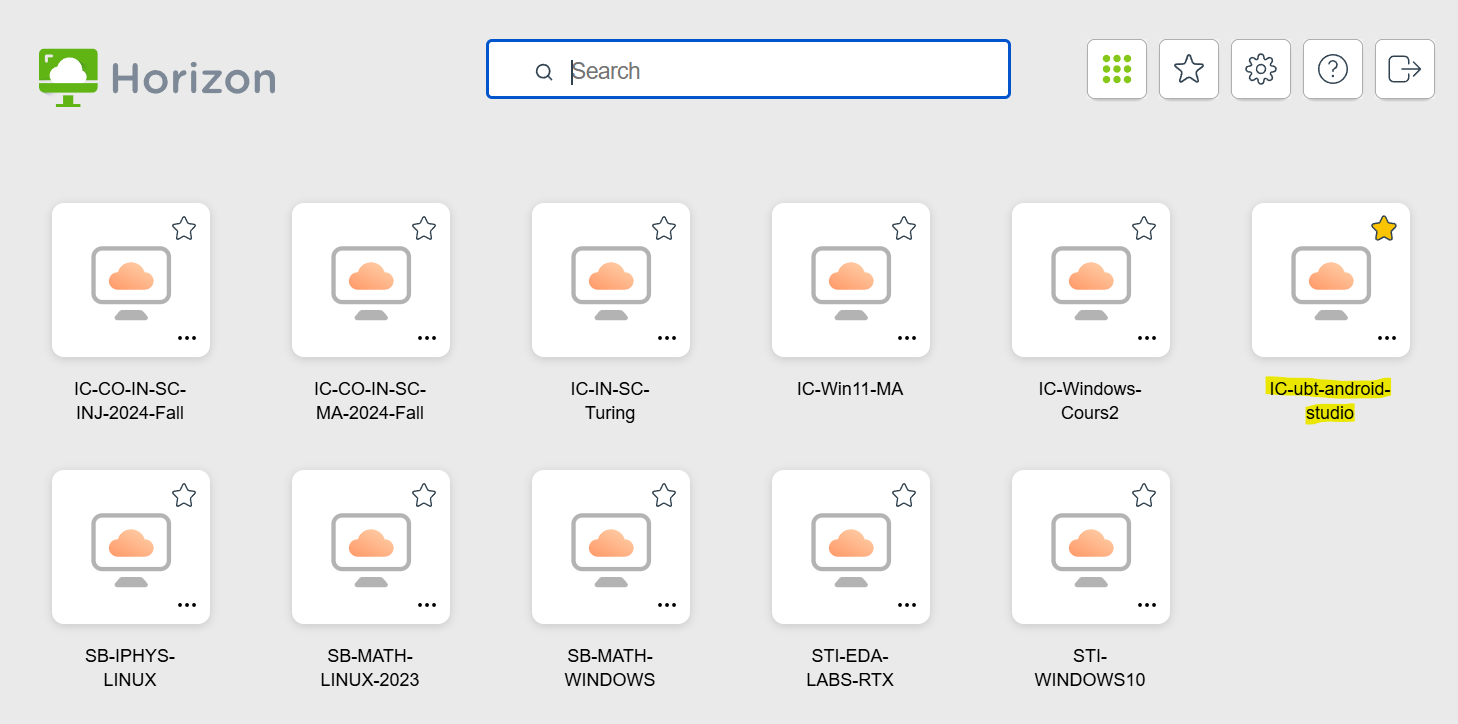 Horizon
Search
IC-CO-IN-SC-
INJ-2024-Fall
IC-CO-IN-SC-
MA-2024-Fall
IC-IN-SC-
Turing
IC-Win11-MA
IC-Windows-
Cours2
IC-ubt-android-
studio
SB-IPHYS-
LINUX
SB-MATH-
LINUX-2023
SB-MATH-
WINDOWS
STI-EDA-
LABS-RTX
STI-
WINDOWS10